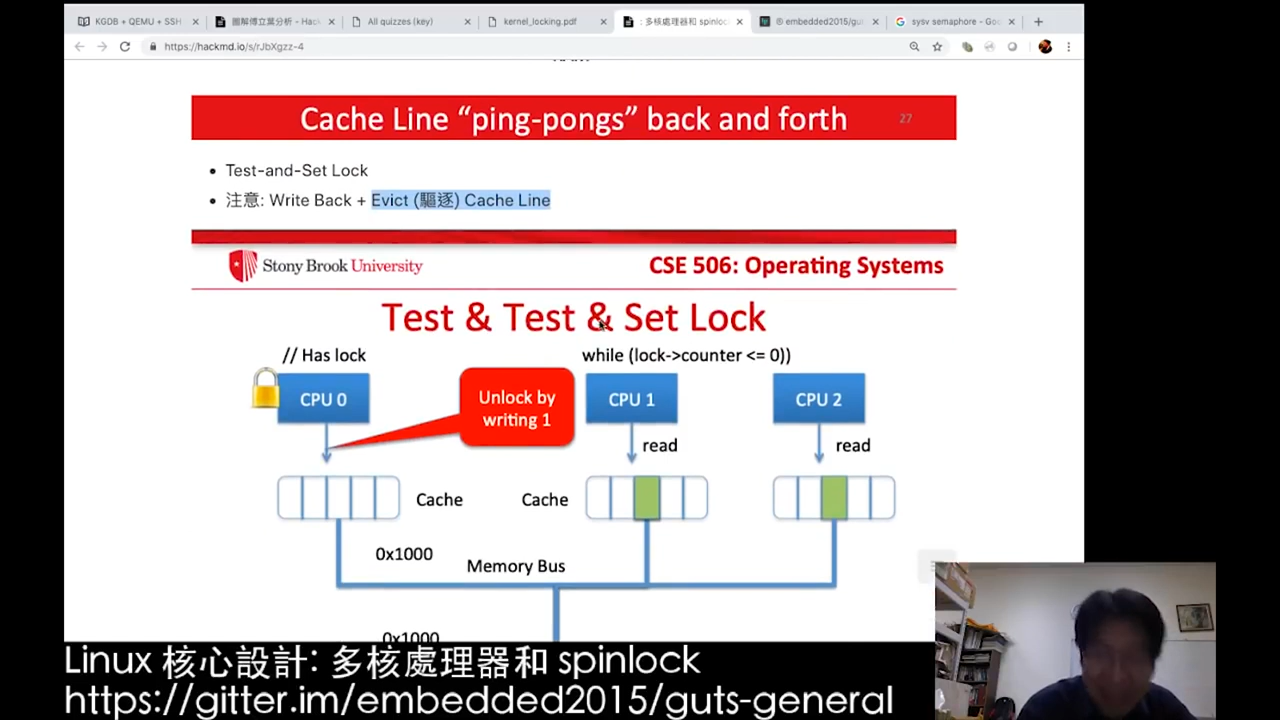 KGDB + QEMU + SSH
圖解傅立葉分析 - Hack
All quizzes (key)
kernel_locking.pdf
: 多核處理器和 spinloc
embedded2015/gut
sysv semaphore - Goo
https://hackmd.io/s/rJbXgzz-4
Cache Line “ping-pongs” back and forth
27
Test-and-Set Lock
注意: Write Back + Evict (驅逐) Cache Line
Stony Brook University
CSE 506: Operating Systems
Test & Test & Set Lock
// Has lock
while (lock->counter <= 0))
CPU 0
Unlock by
writing 1
CPU 1
CPU 2
read
read
Cache
Cache
0x1000
Memory Bus
0x1000
Linux 核心設計: 多核處理器和 spinlock
https://gitter.im/embedded2015/guts-general